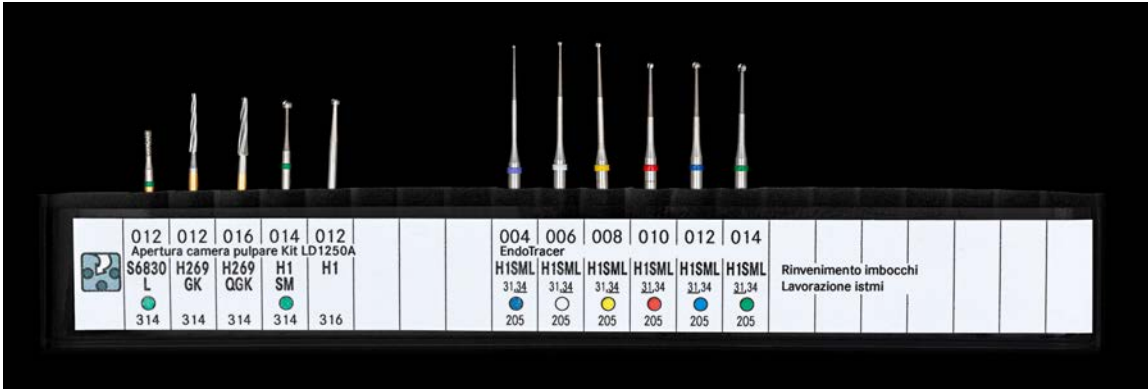 012 012 016 014 012 004 006 008 010 012 014
Apertura camera pulpare Kit LD1250A EndoTracer
S6830 H269 H269 H1 H1 H1SML H1SML H1SML H1SML H1SML H1SML
L GK QGK SM 31,34 31,34 31,34 31,34 31,34 31,34
Rinvenimento imbocchi
Lavorazione istmi
314 314 314 314 316 205 205 205 205 205 205